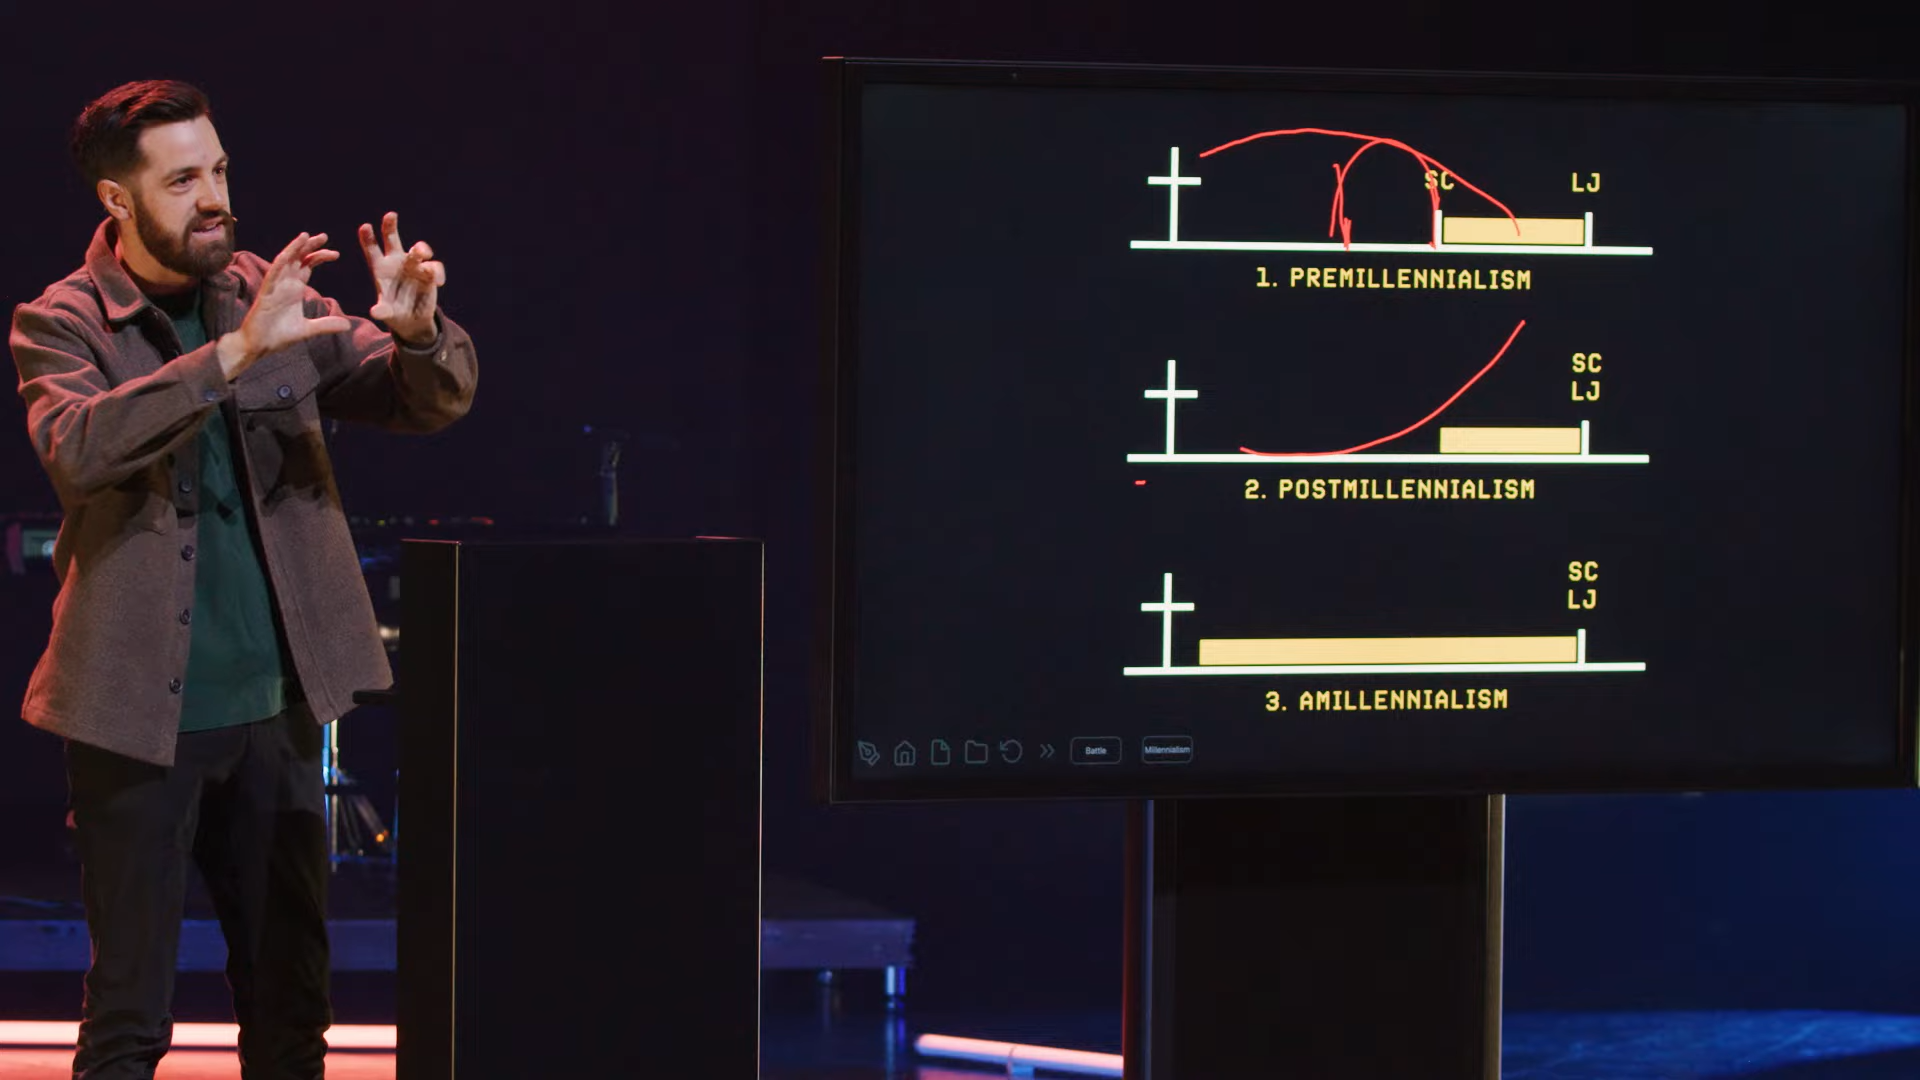 SC LJ
1. PREMILLENNIALISM
SC
LJ
2. POSTMILLENNIALISM
SC
LJ
3. AMILLENNIALISM
Battle Millennialism